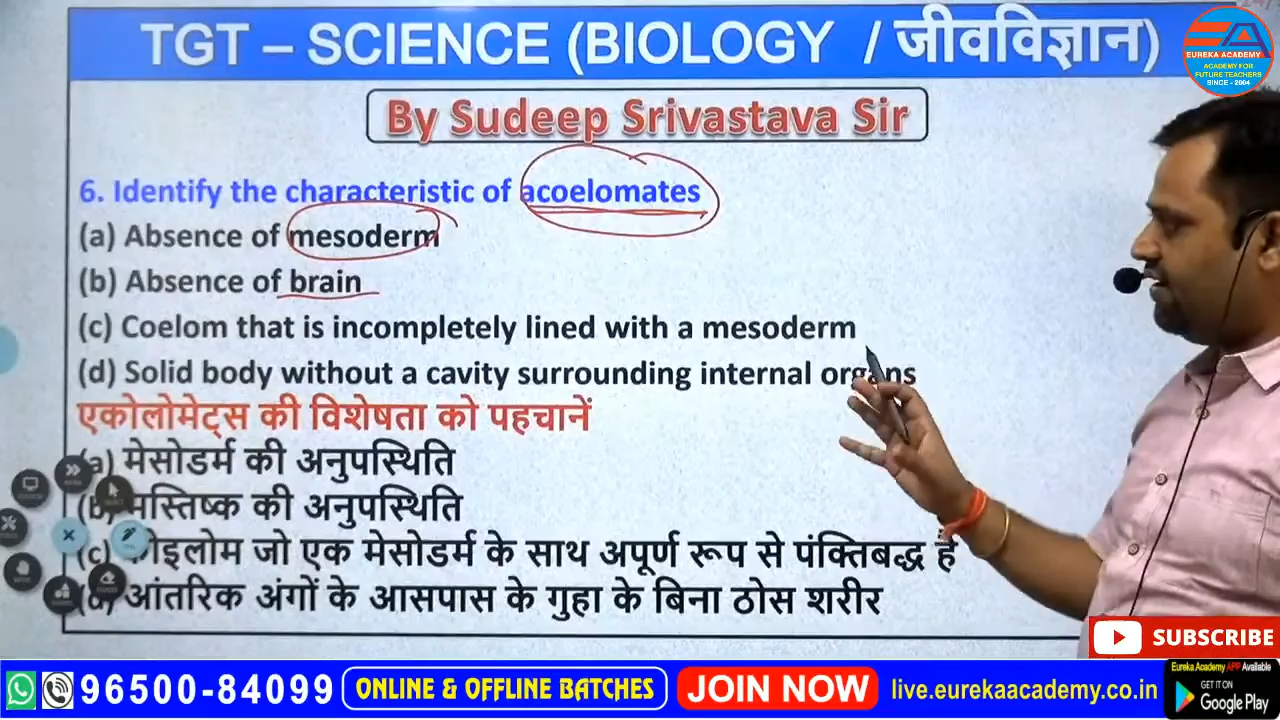 TGT – SCIENCE (BIOLOGY / जीवविज्ञान)
EUREKA ACADEMY
ACADEMY FOR
FUTURE TEACHERS
SINCE - 2004
By Sudeep Srivastava Sir
6. Identify the characteristic of acoelomates
(a) Absence of mesoderm
(b) Absence of brain
(c) Coelom that is incompletely lined with a mesoderm
(d) Solid body without a cavity surrounding internal organs
एकोलोमेट्स की विशेषता को पहचानें
(a) मेसोडर्म की अनुपस्थिति
(b) मस्तिष्क की अनुपस्थिति
(c) कोइलोम जो एक मेसोडर्म के साथ अपूर्ण रूप से पंक्तिबद्ध है
(d) आंतरिक अंगों के आसपास के गुहा के बिना ठोस शरीर
SUBSCRIBE
96500-84099
ONLINE & OFFLINE BATCHES
JOIN NOW
live.eurekaacademy.co.in
Eureka Academy APP Available
GET IT ON
Google Play